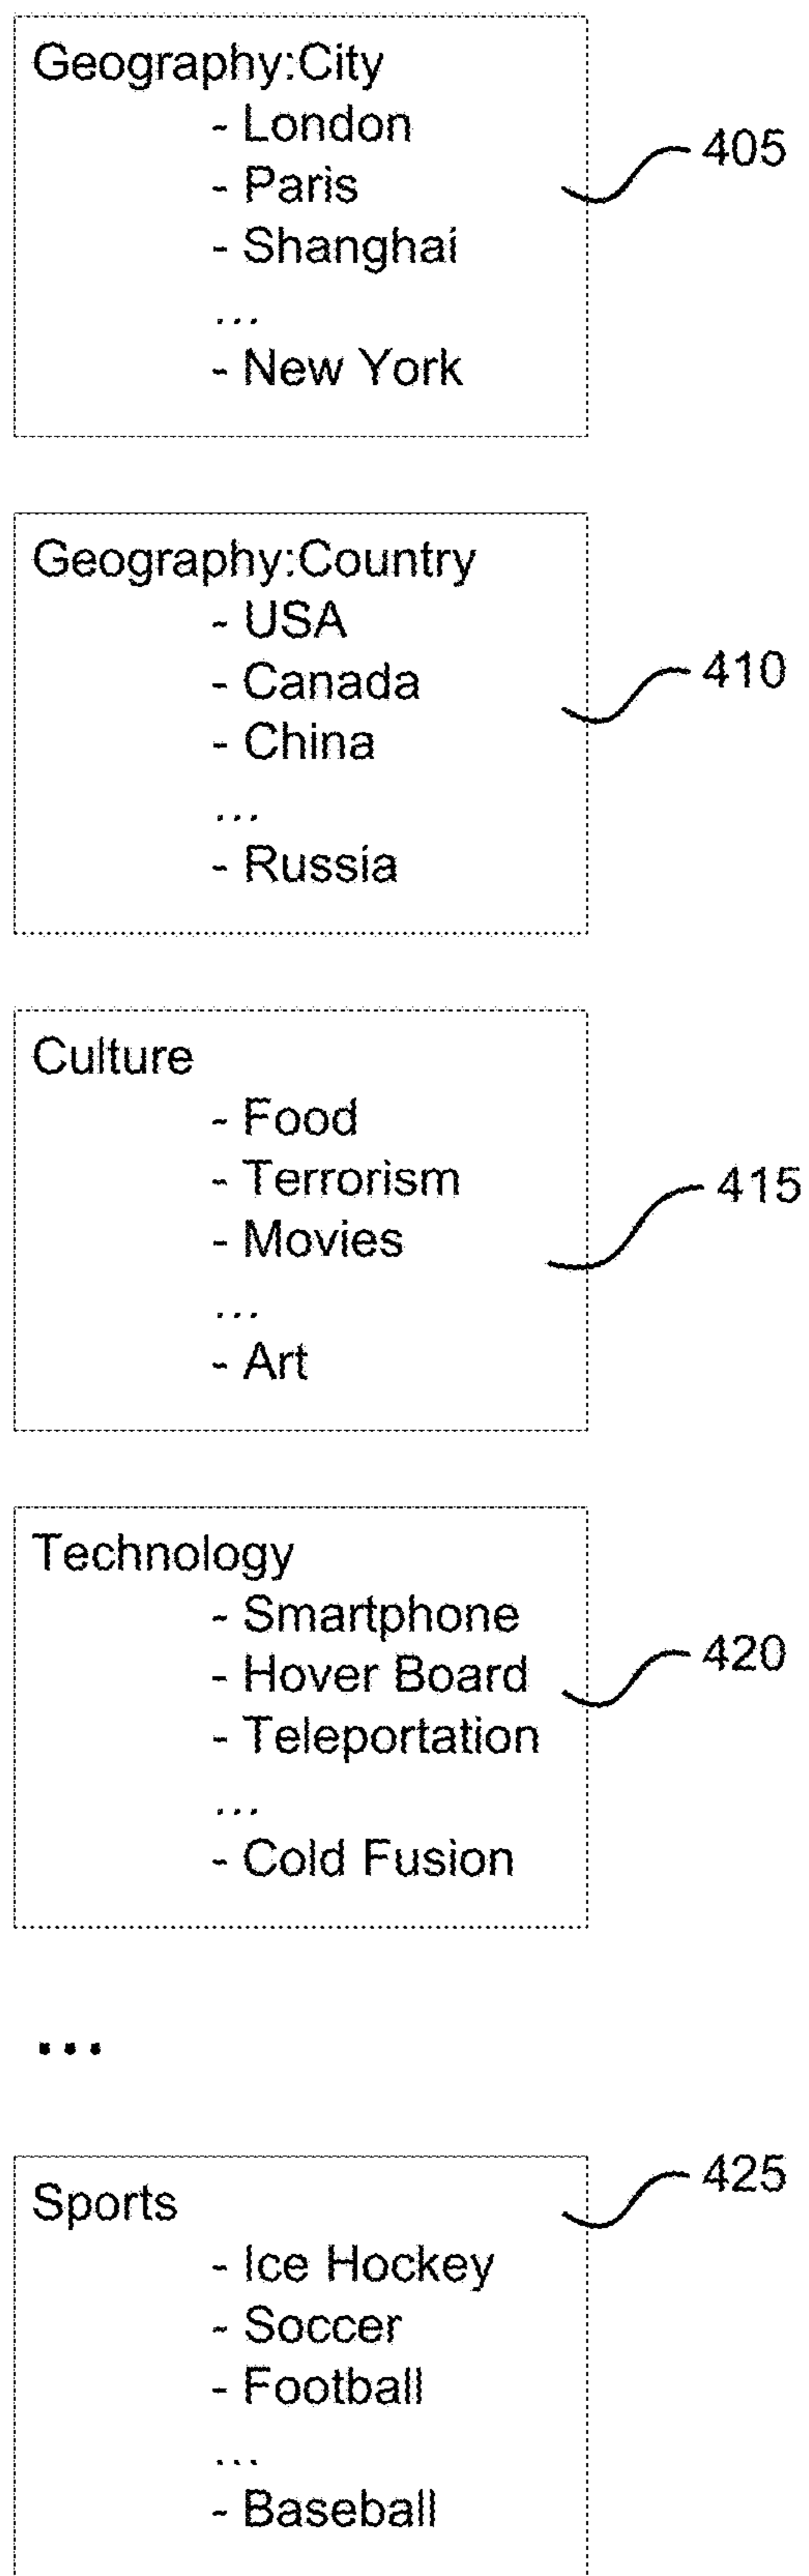 Geography:City
- London
405
- Paris
- Shanghai
...
- New York
Geography:Country
- USA
410
- Canada
- China
...
- Russia
Culture
- Food
- Terrorism
415
- Movies
...
- Art
Technology
- Smartphone
420
- Hover Board
- Teleportation
...
- Cold Fusion
...
425
Sports
- Ice Hockey
- Soccer
- Football
...
- Baseball